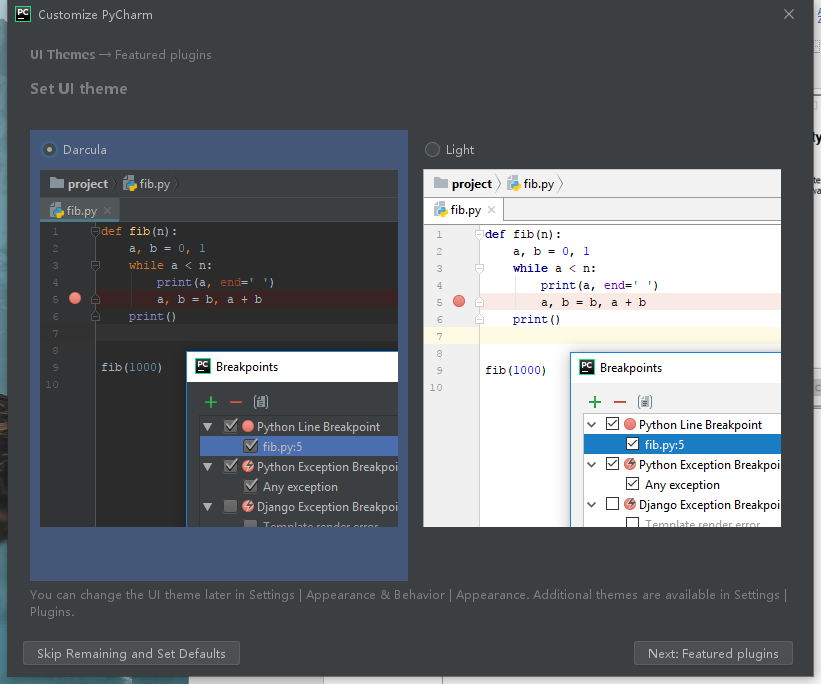 PC Customize PyCharm
UI Themes → Featured plugins
Set UI theme
Darcula
project fib.py
fib.py
1 def fib(n):
2 a, b = 0, 1
3 while a < n:
4 print(a, end=' ')
5 a, b = b, a + b
6 print()
7
8
9 fib(1000)
10
PC Breakpoints
Python Line Breakpoint
fib.py:5
Python Exception Breakpoi
Any exception
Django Exception Breakpoi
Template render error
Light
project fib.py
fib.py
1 def fib(n):
2 a, b = 0, 1
3 while a < n:
4 print(a, end=' ')
5 a, b = b, a + b
6 print()
7
8
9 fib(1000)
10
PC Breakpoints
Python Line Breakpoint
fib.py:5
Python Exception Breakpoi
Any exception
Django Exception Breakpoi
Template render error
You can change the UI theme later in Settings | Appearance & Behavior | Appearance. Additional themes are available in Settings |
Plugins.
Skip Remaining and Set Defaults
Next: Featured plugins